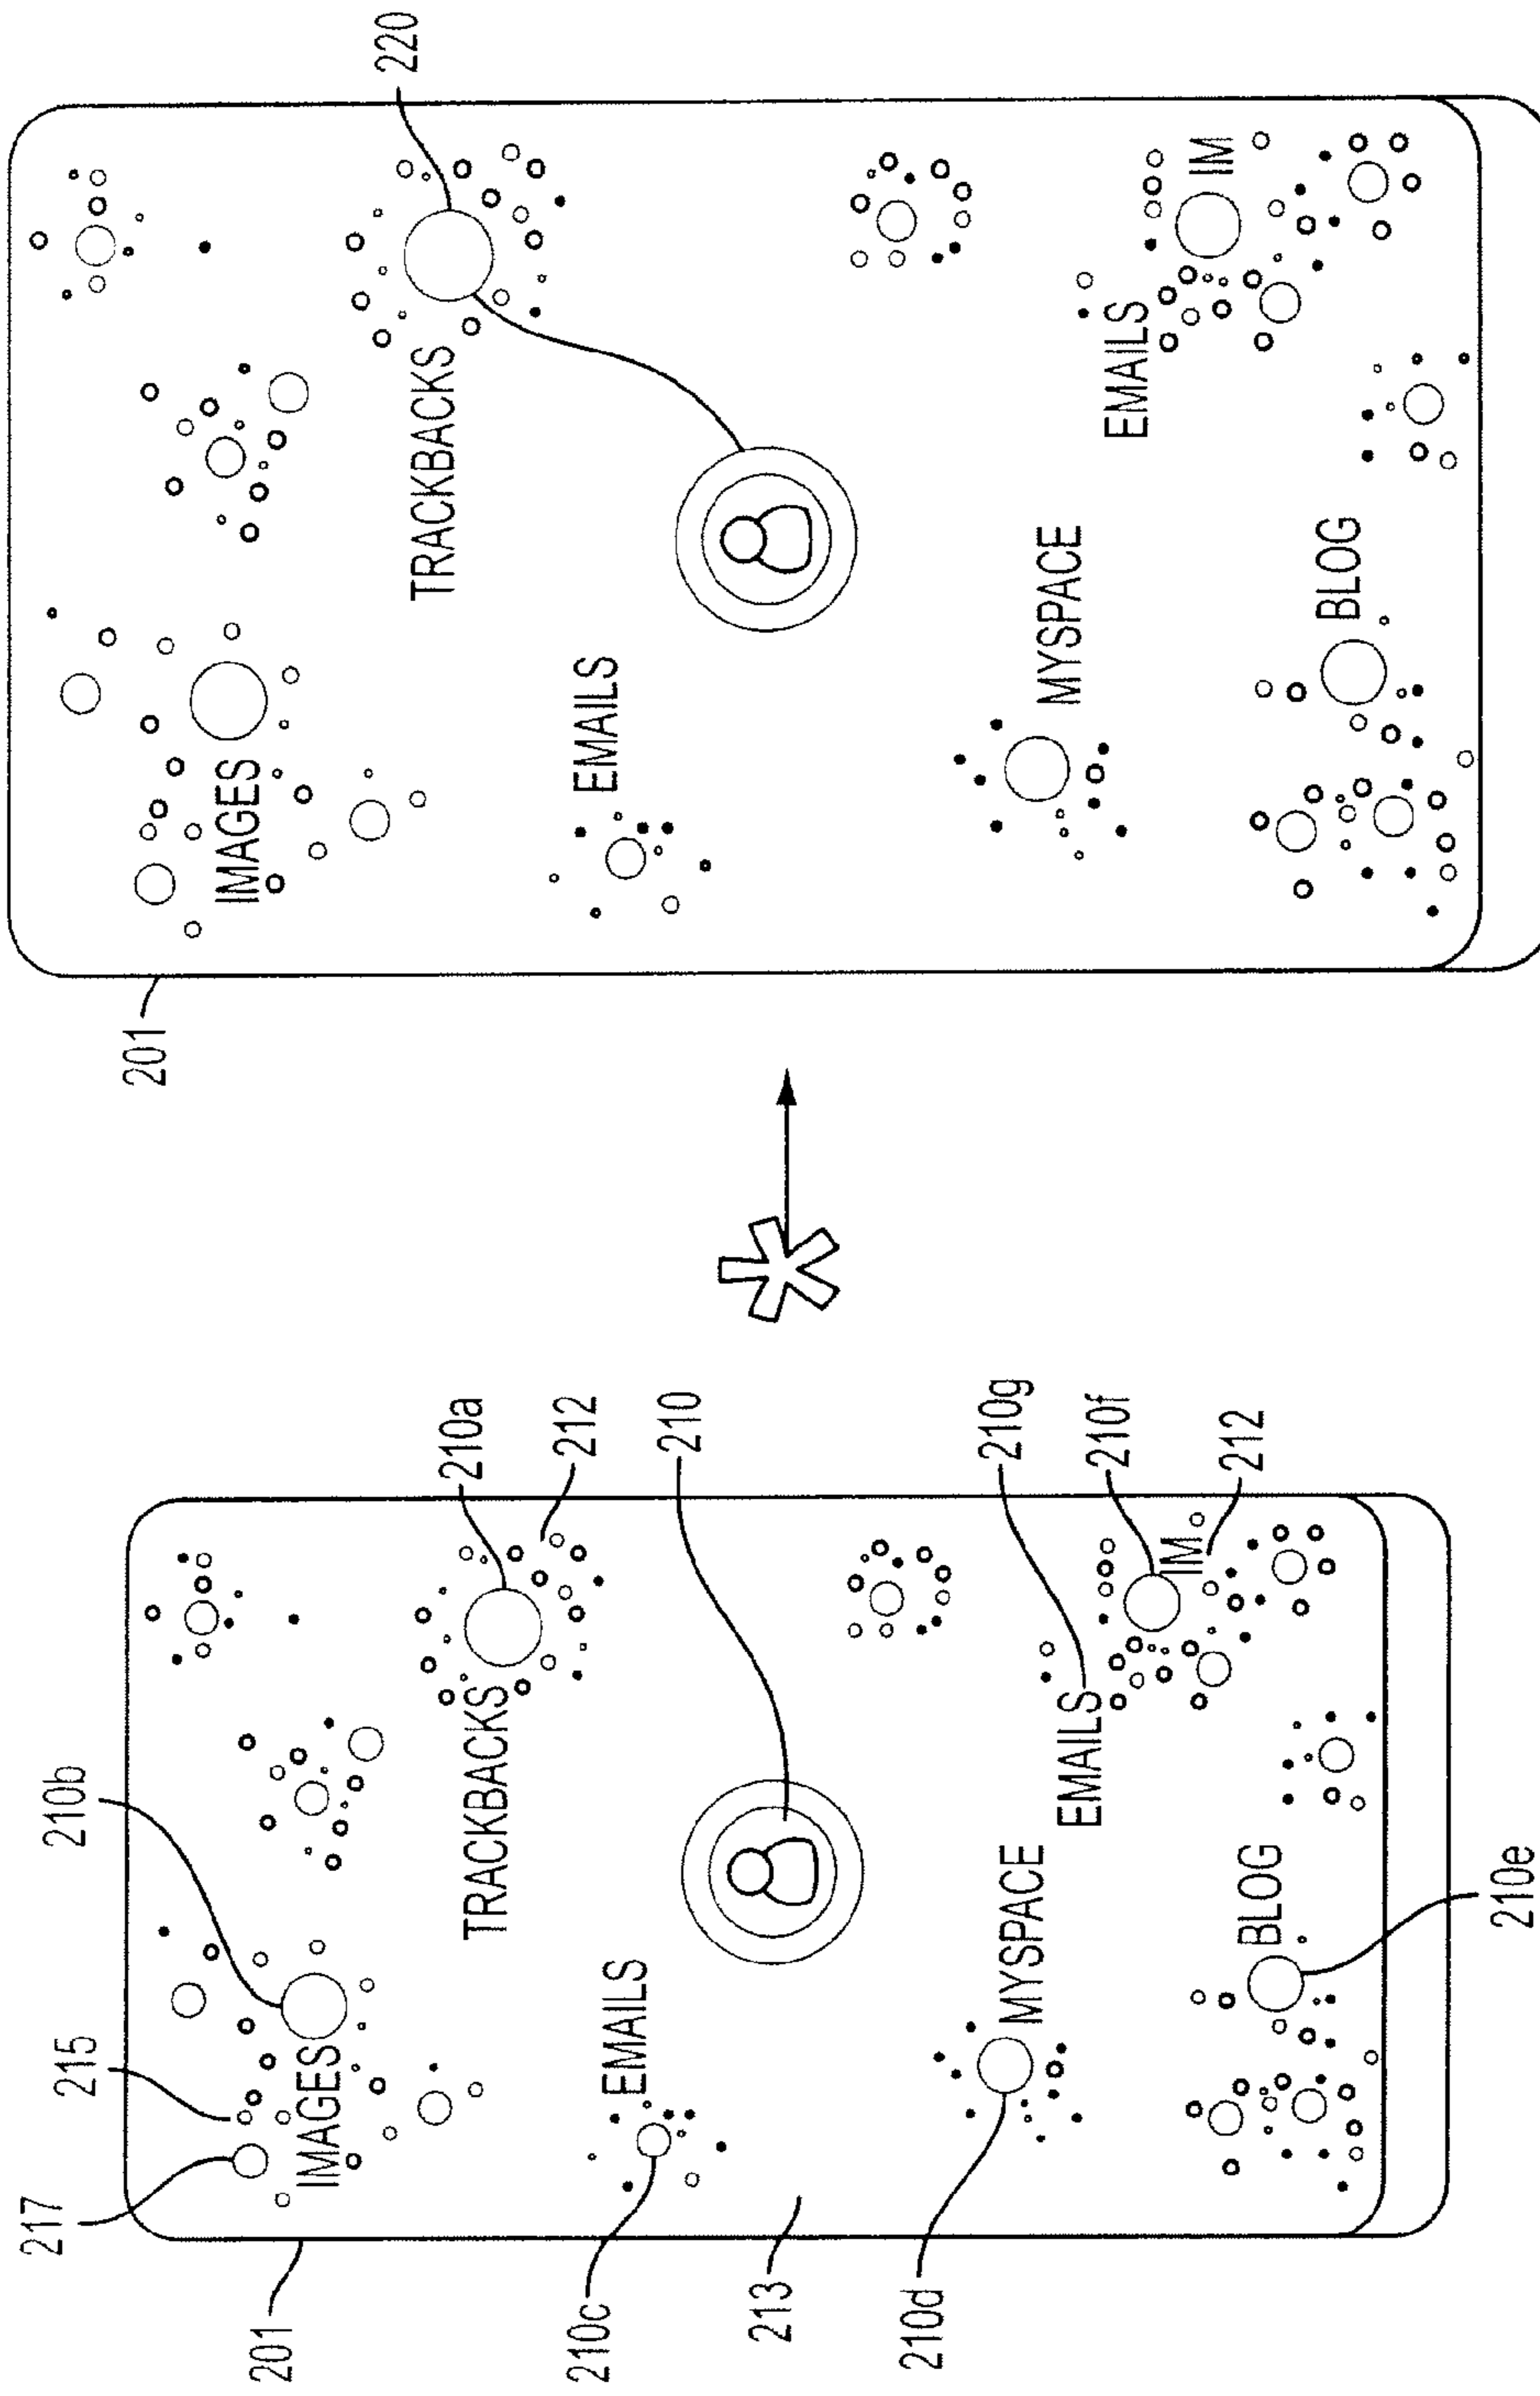 217
215
210b
201
IMAGES
TRACKBACKS
210a
212
EMAILS
210
210c
213
MYSPACE
EMAILS
210g
210d
BLOG
IM
210f
212
210e
201
IMAGES
TRACKBACKS
220
EMAILS
MYSPACE
EMAILS
IM
BLOG